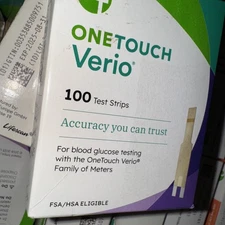 ONETOUCH
Verio®
100 Test Strips
Accuracy you can trust
For blood glucose testing
with the OneTouch Verio®
Family of Meters
FSA/HSA ELIGIBLE
Lifescan